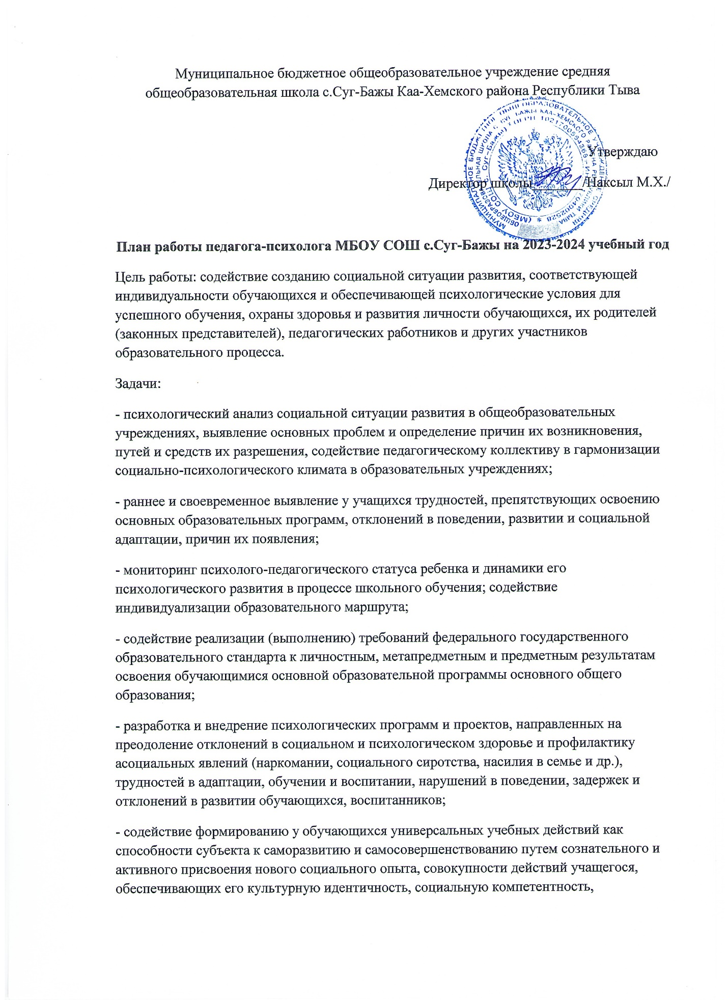 Муниципальное бюджетное общеобразовательное учреждение средняя
общеобразовательная школа с.Суг-Бажы Каа-Хемского района Республики Тыва
Утверждаю
Директор школы_______/Наксыл М.Х./
План работы педагога-психолога МБОУ СОШ с.Суг-Бажы на 2023-2024 учебный год
Цель работы: содействие созданию социальной ситуации развития, соответствующей
индивидуальности обучающихся и обеспечивающей психологические условия для
успешного обучения, охраны здоровья и развития личности обучающихся, их родителей
(законных представителей), педагогических работников и других участников
образовательного процесса.
Задачи:
- психологический анализ социальной ситуации развития в общеобразовательных
учреждениях, выявление основных проблем и определение причин их возникновения,
путей и средств их разрешения, содействие педагогическому коллективу в гармонизации
социально-психологического климата в образовательных учреждениях;
- раннее и своевременное выявление у учащихся трудностей, препятствующих освоению
основных образовательных программ, отклонений в поведении, развитии и социальной
адаптации, причин их появления;
- мониторинг психолого-педагогического статуса ребенка и динамики его
психологического развития в процессе школьного обучения; содействие
индивидуализации образовательного маршрута;
- содействие реализации (выполнению) требований федерального государственного
образовательного стандарта к личностным, метапредметным и предметным результатам
освоения обучающимися основной образовательной программы основного общего
образования;
- разработка и внедрение психологических программ и проектов, направленных на
преодоление отклонений в социальном и психологическом здоровье и профилактику
асоциальных явлений (наркомании, социального сиротства, насилия в семье и др.),
трудностей в адаптации, обучении и воспитании, нарушений в поведении, задержек и
отклонений в развитии обучающихся, воспитанников;
- содействие формированию у обучающихся универсальных учебных действий как
способности субъекта к саморазвитию и самосовершенствованию путем сознательного и
активного присвоения нового социального опыта, совокупности действий учащегося,
обеспечивающих его культурную идентичность, социальную компетентность,